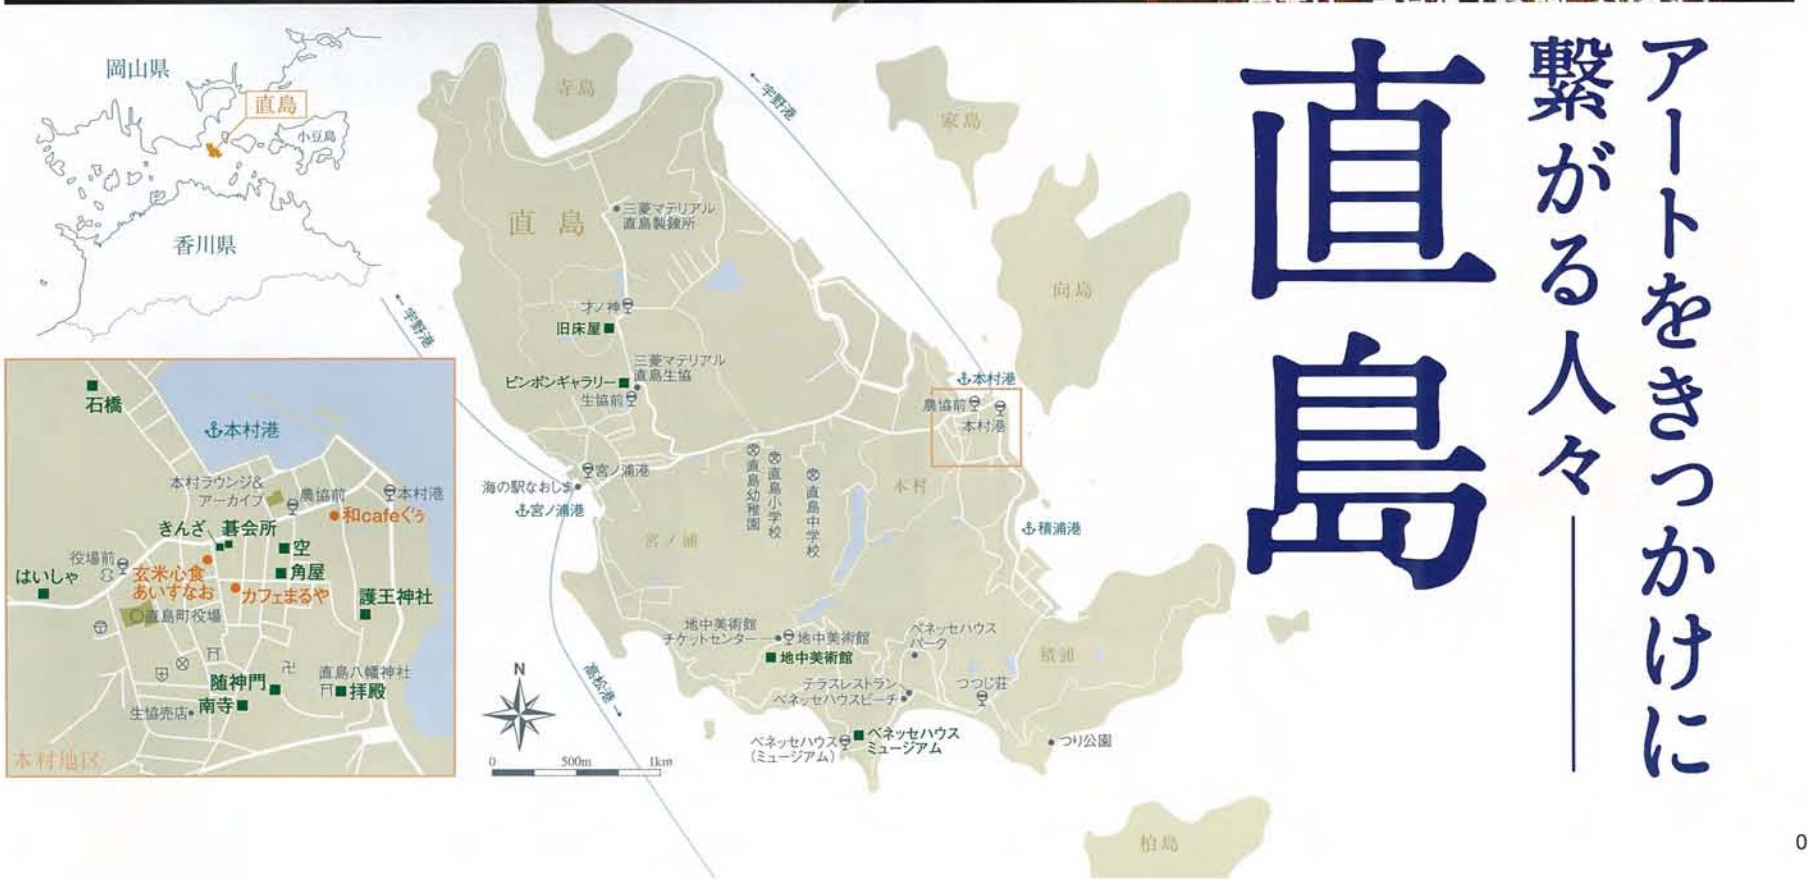 アートをきっかけに
繋がる人々――
直島
岡山県
直島
小豆島
香川県
寺島
←宇野港
家島
直島
三菱マテリアル
直島製錬所
向島
←宇野港
才ノ神
旧床屋
三菱マテリアル
直島生協
ピンポンギャラリー
生協前
本村港
農協前
本村港
宮ノ浦港
海の駅なおしま
宮ノ浦港
直島幼稚園
直島小学校
直島中学校
本村
宮ノ浦
積浦港
地中美術館
チケットセンター
地中美術館
地中美術館
ベネッセハウス
パーク
積浦
テラスレストラン
ベネッセハウスビーチ
つつじ荘
高松港→
ベネッセハウス
(ミュージアム)
ベネッセハウス
ミュージアム
つり公園
柏島
N
0 500m 1km
石橋
本村港
本村ラウンジ&
アーカイブ
農協前
本村港
和cafeぐぅ
きんざ
碁会所
空
役場前
はいしゃ
玄米心食
あいすなお
角屋
カフェまるや
護王神社
直島町役場
随神門
直島八幡神社
拝殿
生協売店
南寺
本村地区
0